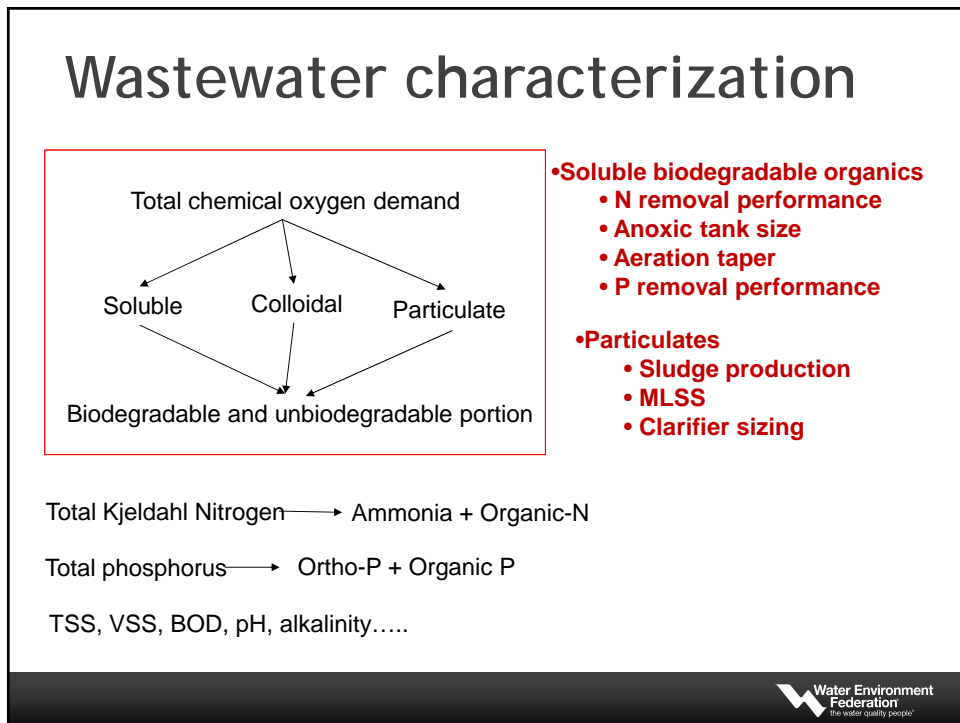 Wastewater characterization
Total chemical oxygen demand
Soluble
Colloidal
Particulate
Biodegradable and unbiodegradable portion
•Soluble biodegradable organics
• N removal performance
• Anoxic tank size
• Aeration taper
• P removal performance
•Particulates
• Sludge production
• MLSS
• Clarifier sizing
Total Kjeldahl Nitrogen Ammonia + Organic-N
Total phosphorus Ortho-P + Organic P
TSS, VSS, BOD, pH, alkalinity…..
Water Environment
Federation
the water quality people®